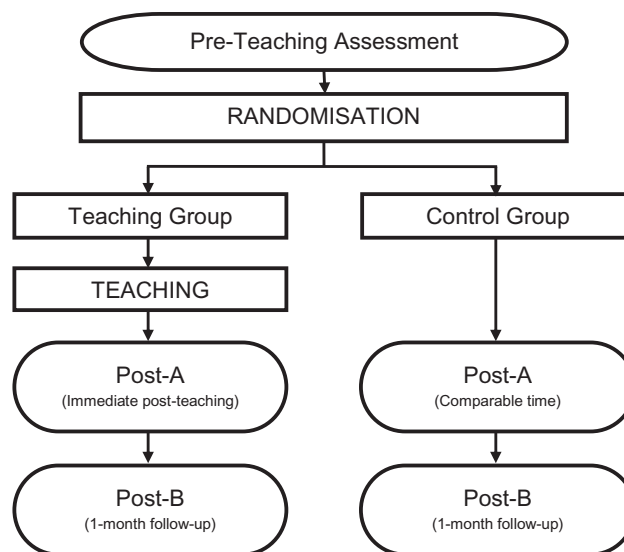 Pre-Teaching Assessment
RANDOMISATION
Teaching Group
Control Group
TEACHING
Post-A
(Immediate post-teaching)
Post-A
(Comparable time)
Post-B
(1-month follow-up)
Post-B
(1-month follow-up)